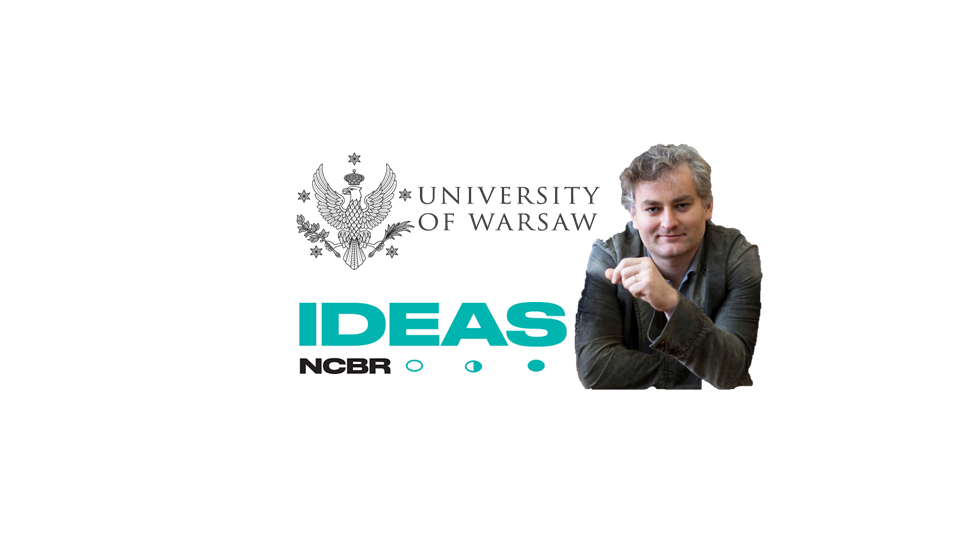 UNIVERSITY
OF WARSAW
IDEAS
NCBR